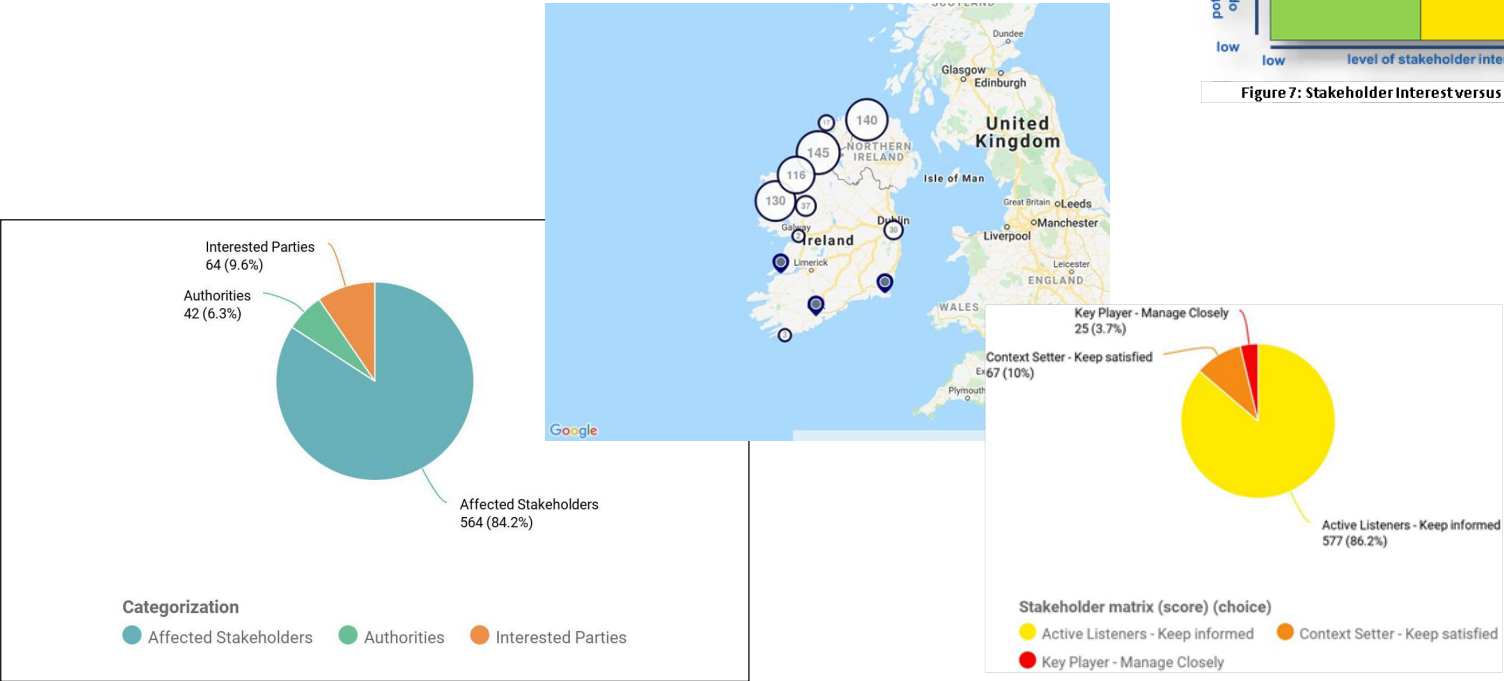 Interested Parties
64 (9.6%)
Authorities
42 (6.3%)
Affected Stakeholders
564 (84.2%)
Categorization
Affected Stakeholders
Authorities
Interested Parties
SCOTLAND
Dundee
Glasgow
Edinburgh
United
Kingdom
140
17
145
NORTHERN
IRELAND
116
Isle of Man
130
37
Great Britain
Leeds
Manchester
Dublin
30
Galway
Ireland
Liverpool
Limerick
Leicester
ENGLAND
WALES
3
Plymouth
Google
low
low
level of stakeholder inte
Figure 7: Stakeholder Interest versus
Key Player - Manage Closely
25 (3.7%)
Context Setter - Keep satisfied
67 (10%)
Active Listeners - Keep informed
577 (86.2%)
Stakeholder matrix (score) (choice)
Active Listeners - Keep informed
Context Setter - Keep satisfied
Key Player - Manage Closely